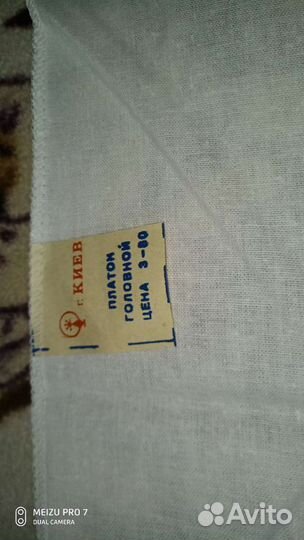 г. КИЕВ
ПЛАТОК
ГОЛОВНОЙ
ЦЕНА 3-80
MEIZU PRO 7
DUAL CAMERA
Avito